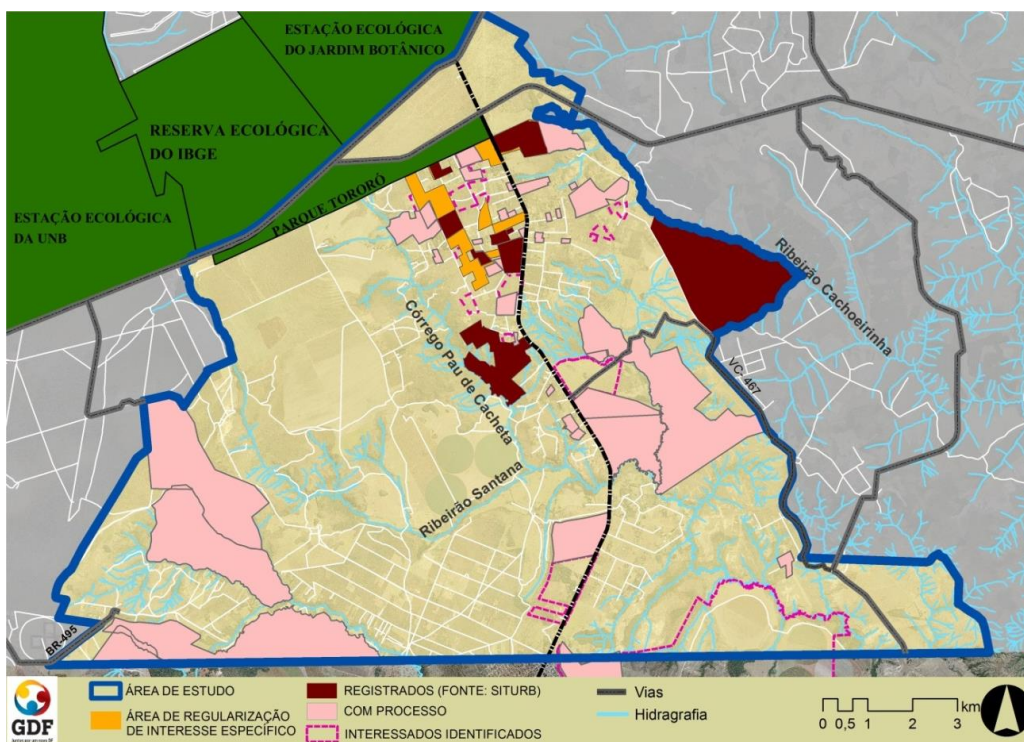 ESTAÇÃO ECOLÓGICA
DO JARDIM BOTÂNICO
RESERVA ECOLÓGICA
DO IBGE
ESTAÇÃO ECOLÓGICA
DA UNB
PARQUE TORORÓ
Ribeirão Cachoeirinha
Córrego Pau de Cacheta
VC- 467
Ribeirão Santana
BR-495
GDF
ÁREA DE ESTUDO
ÁREA DE REGULARIZAÇÃO
DE INTERESSE ESPECÍFICO
REGISTRADOS (FONTE: SITURB)
COM PROCESSO
INTERESSADOS IDENTIFICADOS
Vias
Hidragrafia
km
0 0,5 1 2 3